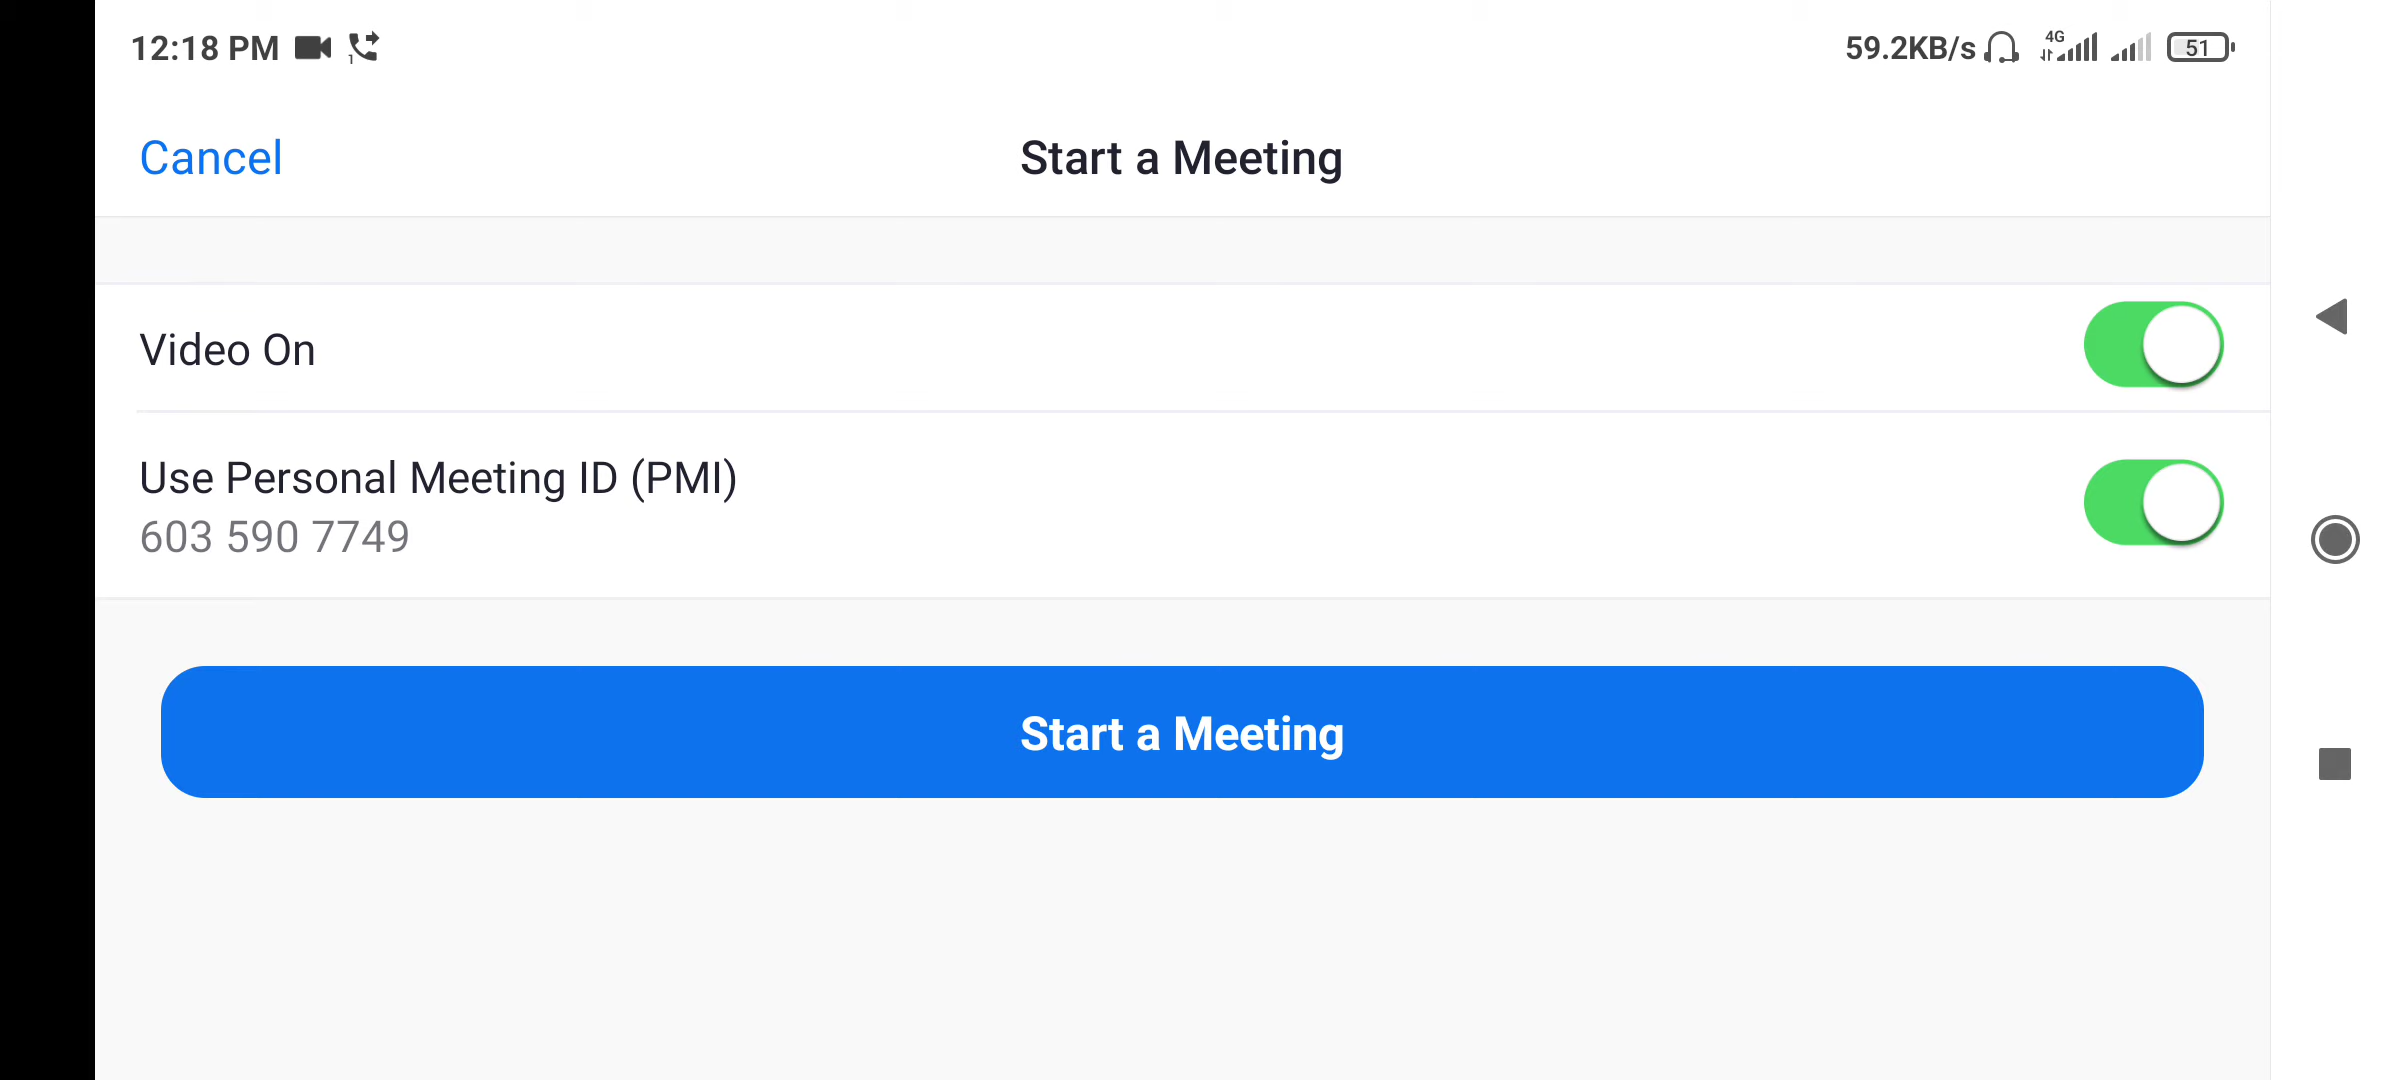 12:18 PM 1 59.2KB/s 4G 51
Cancel Start a Meeting
Video On
Use Personal Meeting ID (PMI)
603 590 7749
Start a Meeting